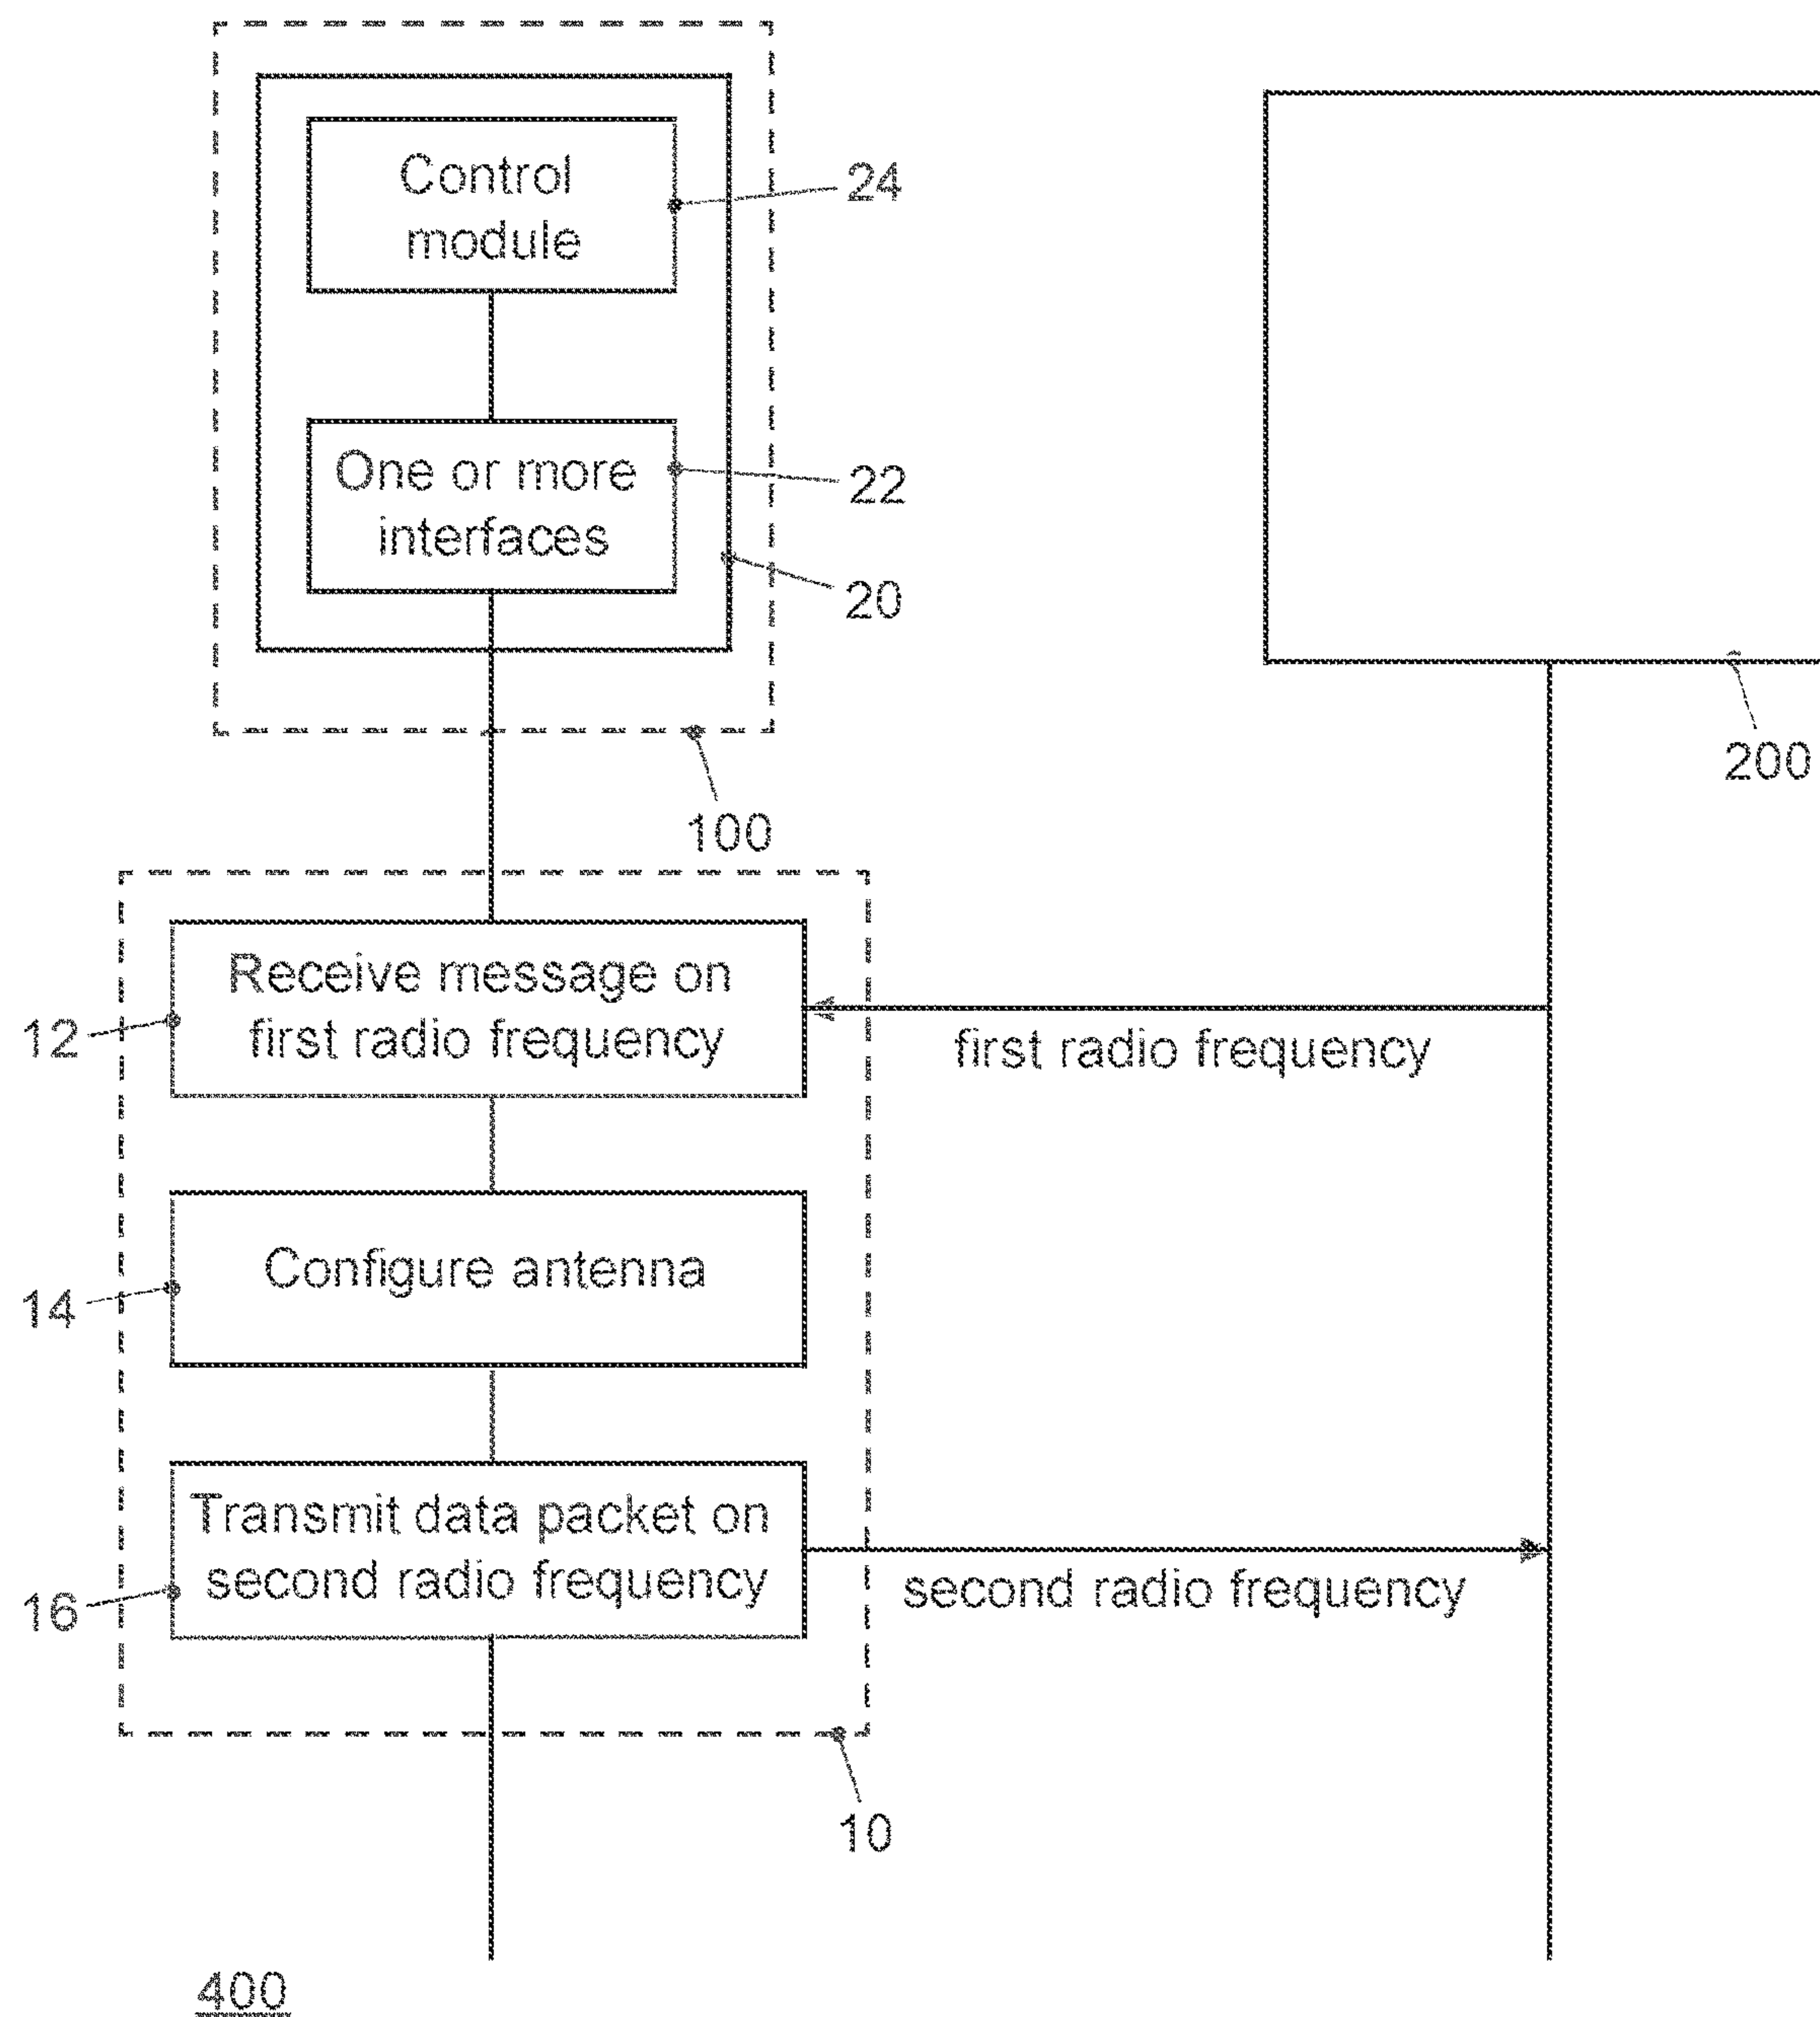 Control
module
24
One or more
interfaces
22
20
200
100
Receive message on
first radio frequency
12
first radio frequency
Configure antenna
14
Transmit data packet on
second radio frequency
16
second radio frequency
10
400